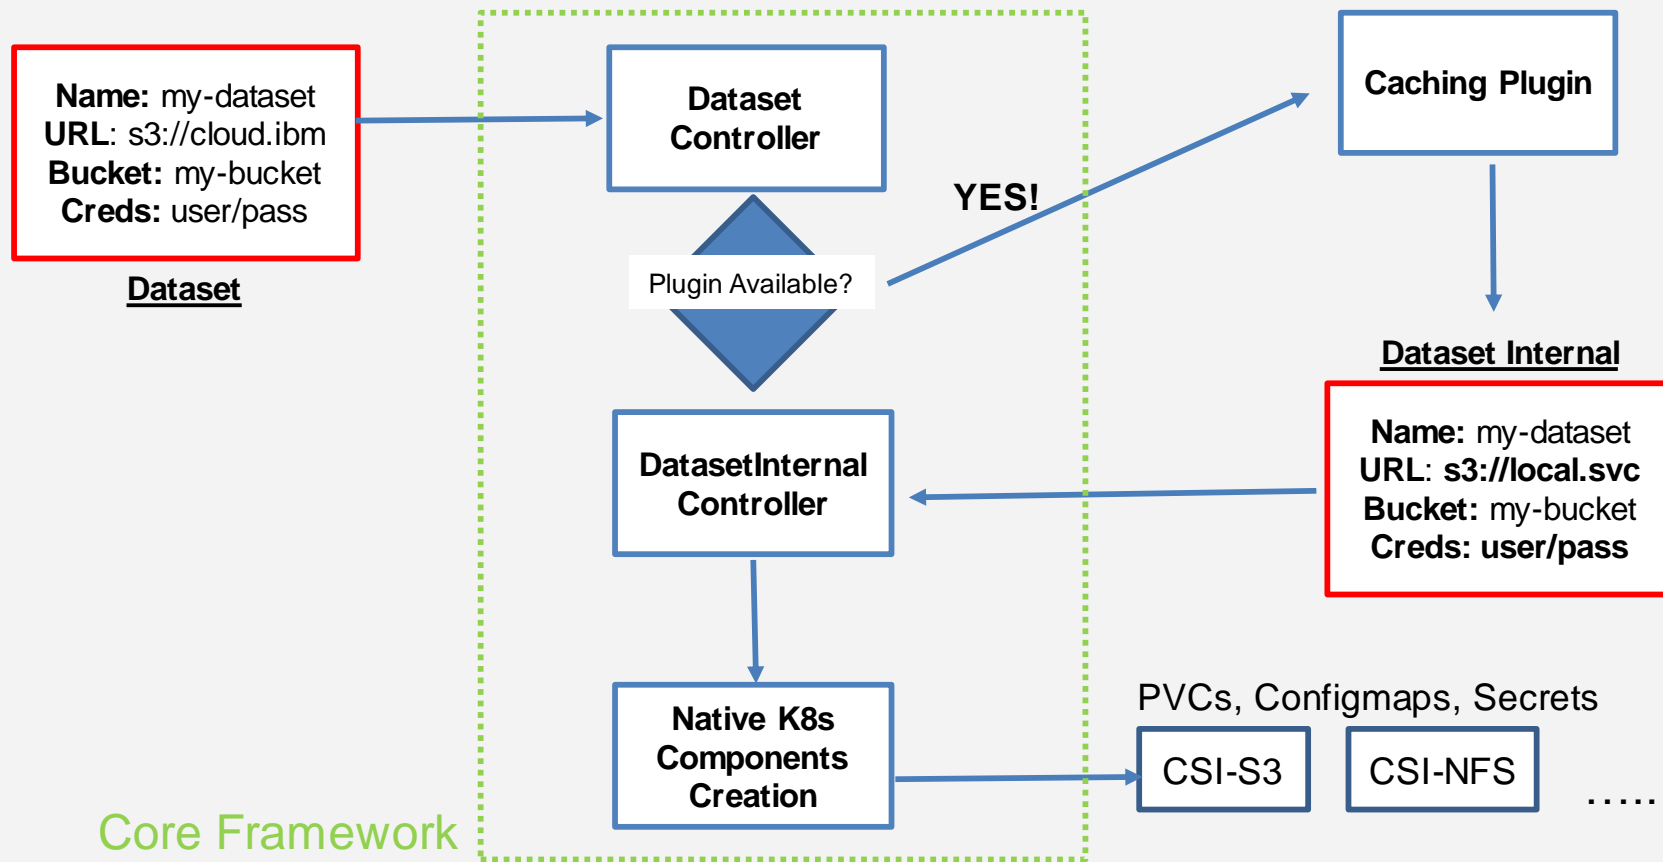 Name: my-dataset
URL: s3://cloud.ibm
Bucket: my-bucket
Creds: user/pass
Dataset
Dataset
Controller
Plugin Available?
YES!
Caching Plugin
Dataset Internal
Name: my-dataset
URL: s3://local.svc
Bucket: my-bucket
Creds: user/pass
DatasetInternal
Controller
Native K8s
Components
Creation
PVCs, Configmaps, Secrets
CSI-S3
CSI-NFS
.....
Core Framework